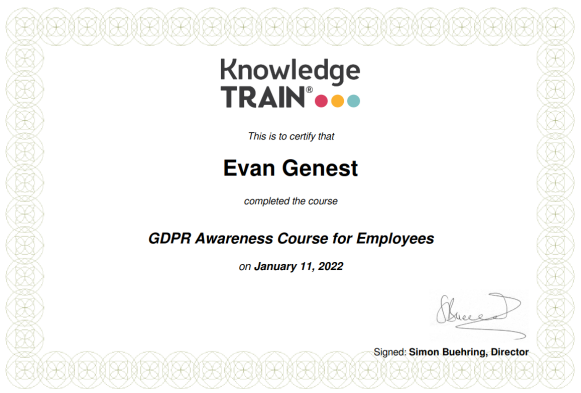 Knowledge
TRAIN®
This is to certify that
Evan Genest
completed the course
GDPR Awareness Course for Employees
on January 11, 2022
Signed: Simon Buehring, Director